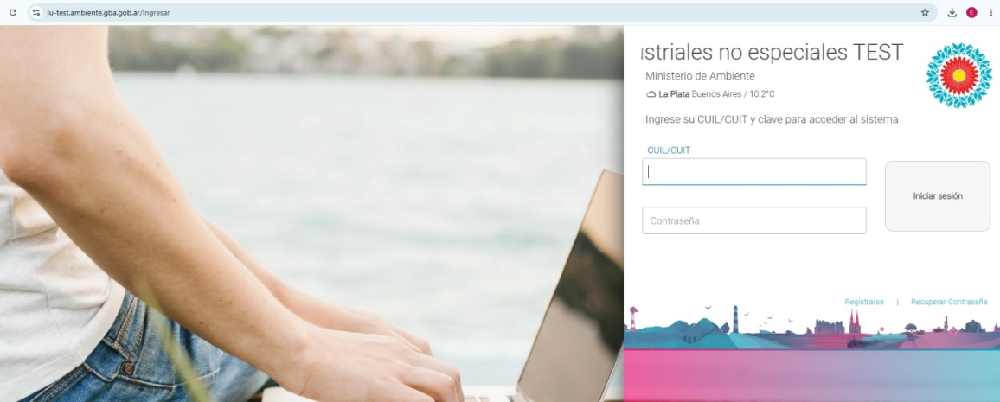 lu-test.ambiente.gba.gob.ar/Ingresar
E
ustriales no especiales TEST
Ministerio de Ambiente
La Plata Buenos Aires / 10.2°C
Ingrese su CUIL/CUIT y clave para acceder al sistema
CUIL/CUIT
Iniciar sesión
Contraseña
Registrarse | Recuperar Contraseña